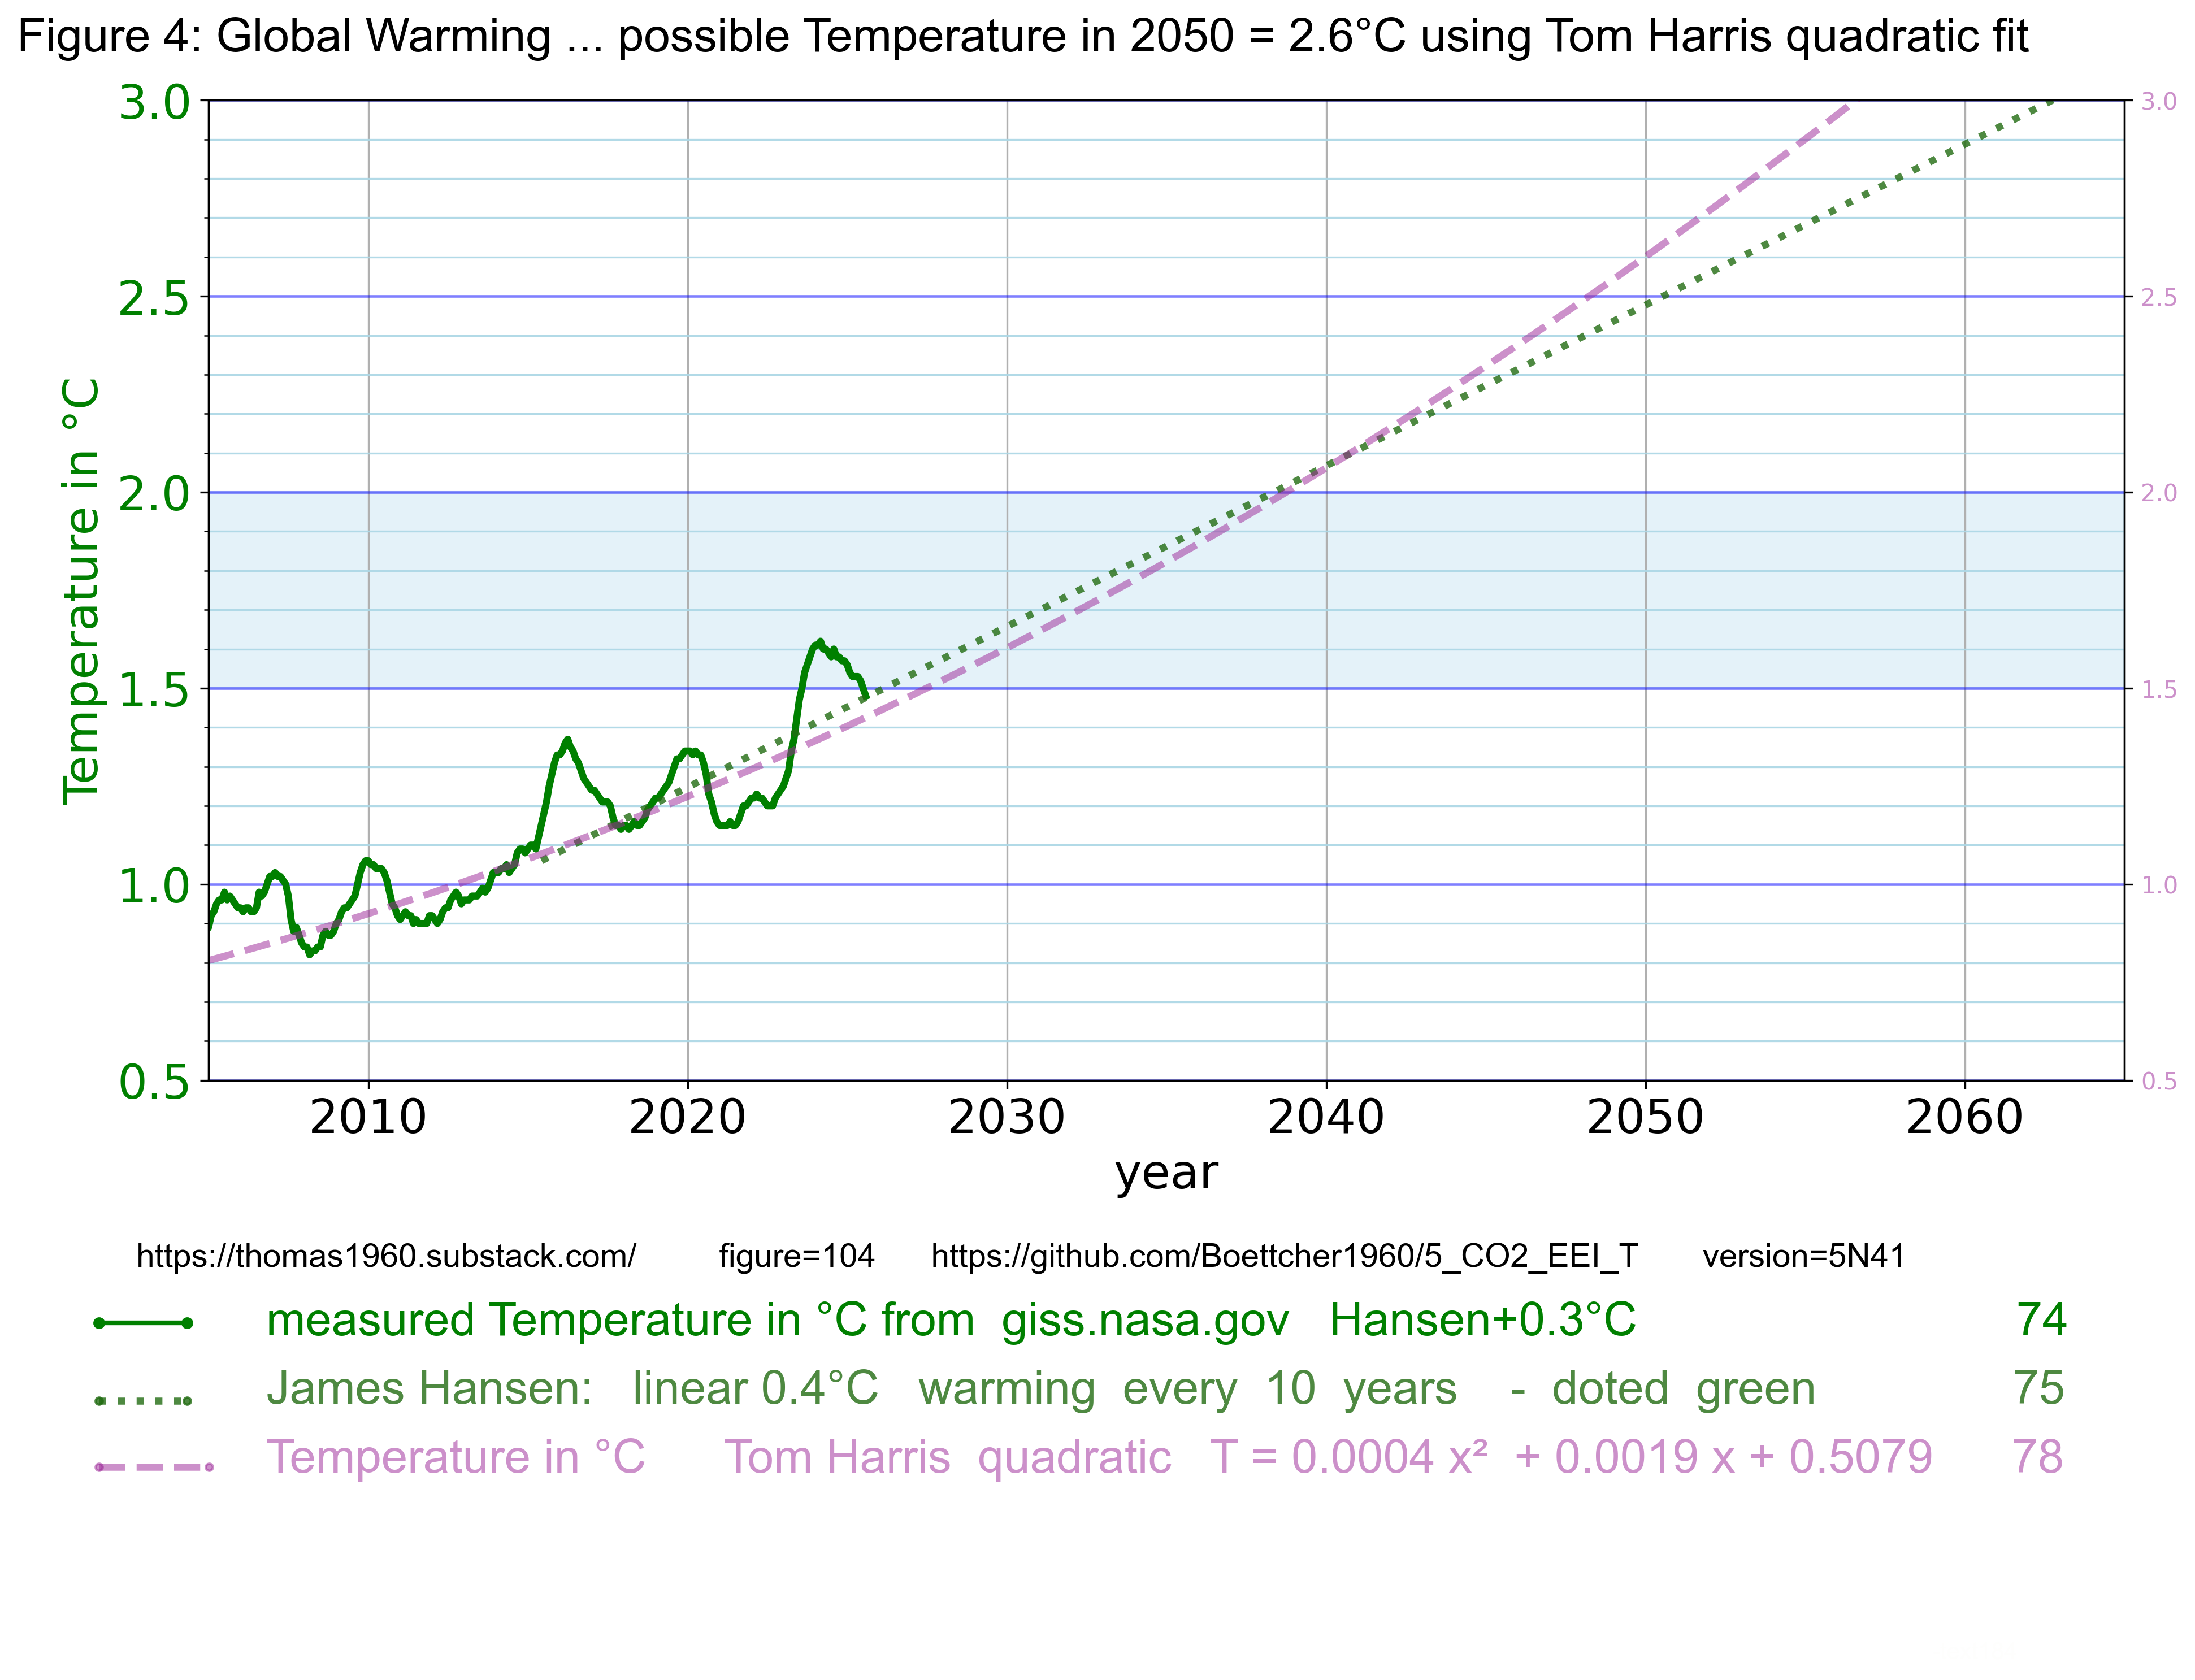 Figure 4: Global Warming ... possible Temperature in 2050 = 2.6°C using Tom Harris quadratic fit
3.0 3.0
2.5 2.5
2.0 2.0
1.5 1.5
1.0 1.0
0.5 0.5
Temperature in °C
2010 2020 2030 2040 2050 2060
year
https://thomas1960.substack.com/ figure=104 https://github.com/Boettcher1960/5_CO2_EEI_T version=5N41
measured Temperature in °C from giss.nasa.gov Hansen+0.3°C 74
James Hansen: linear 0.4°C warming every 10 years - doted green 75
Temperature in °C Tom Harris quadratic T = 0.0004 x² + 0.0019 x + 0.5079 78